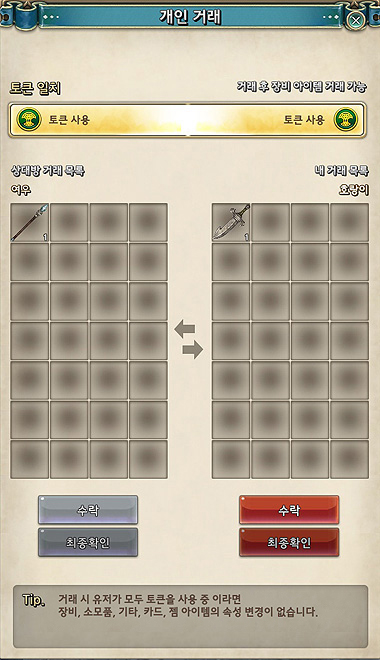 개인 거래
토큰 일치
거래 후 장비 아이템 거래 가능
토큰 사용
토큰 사용
상대방 거래 목록
내 거래 목록
여우
호랑이
1
1
수락
수락
최종확인
최종확인
Tip.
거래 시 유저가 모두 토큰을 사용 중 이라면
장비, 소모품, 기타, 카드, 젬 아이템의 속성 변경이 없습니다.